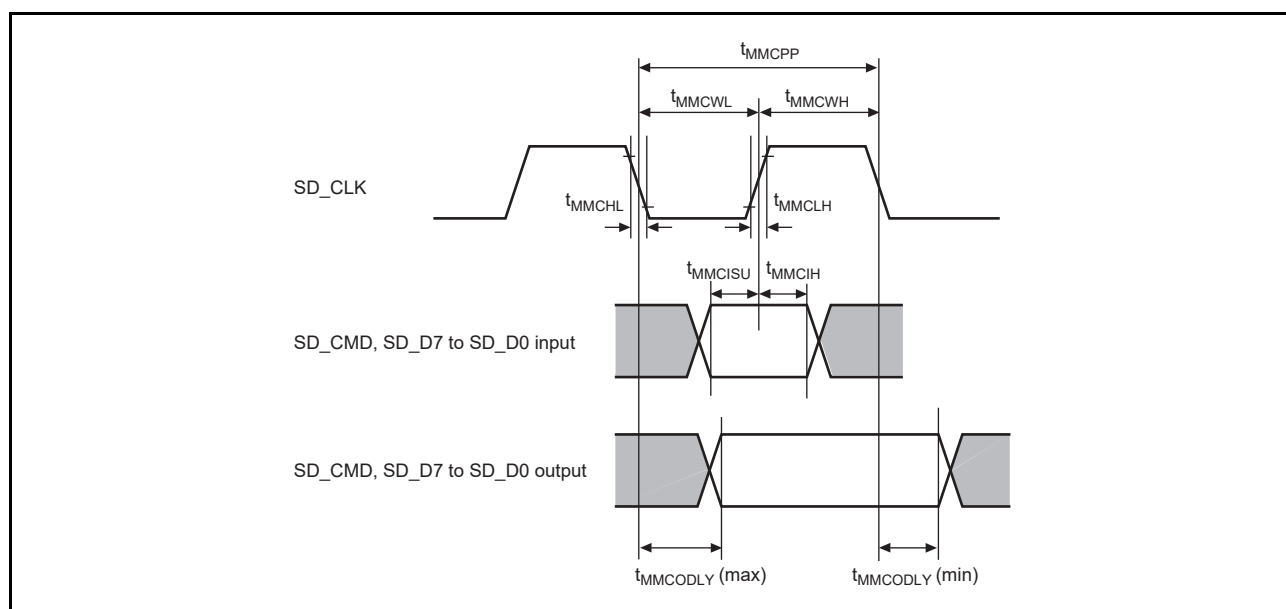 tMMCPP
tMMCWL tMMCWH
SD_CLK
tMMCHL tMMCLH
tMMCISU tMMCIH
SD_CMD, SD_D7 to SD_D0 input
SD_CMD, SD_D7 to SD_D0 output
tMMCODLY (max) tMMCODLY (min)